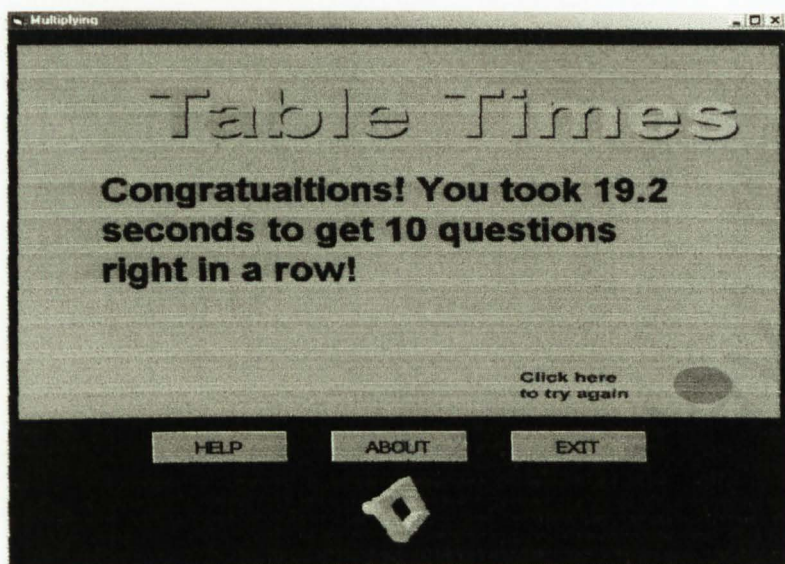 Multiplying
Table Times
Congratualtions! You took 19.2
seconds to get 10 questions
right in a row!
Click here
to try again
HELP
ABOUT
EXIT